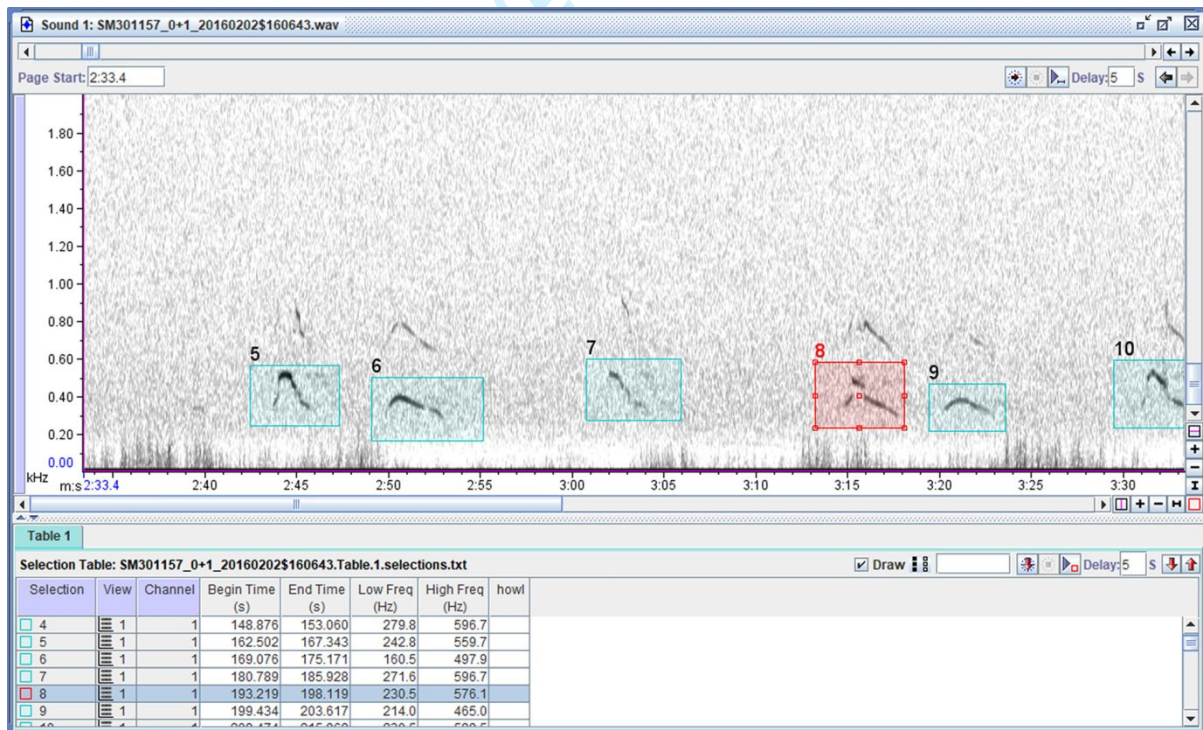 Sound 1: SM301157_0+1_20160202$160643.wav
Page Start: 2:33.4 Delay: 5 S
1.80
1.60
1.40
1.20
1.00
0.80
0.60
0.40
0.20
0.00
kHz
5
6
7
8
9
10
m:s 2:33.4 2:40 2:45 2:50 2:55 3:00 3:05 3:10 3:15 3:20 3:25 3:30
Table 1
Selection Table: SM301157_0+1_20160202$160643.Table.1.selections.txt Draw Delay: 5 S
Selection View Channel Begin Time (s) End Time (s) Low Freq (Hz) High Freq (Hz) howl
4 1 1 148.876 153.060 279.8 596.7
5 1 1 162.502 167.343 242.8 559.7
6 1 1 169.076 175.171 160.5 497.9
7 1 1 180.789 185.928 271.6 596.7
8 1 1 193.219 198.119 230.5 576.1
9 1 1 199.434 203.617 214.0 465.0